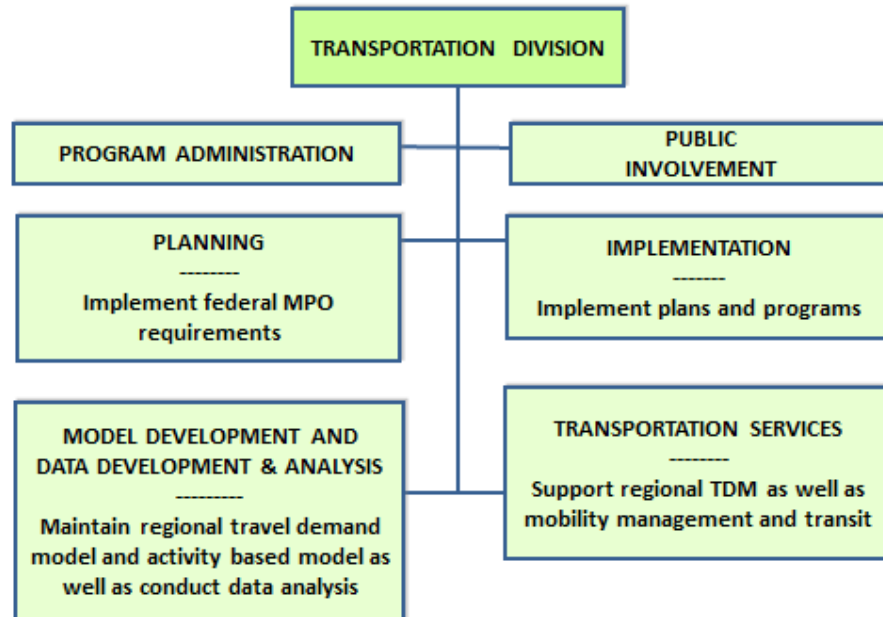 TRANSPORTATION DIVISION
PROGRAM ADMINISTRATION
PUBLIC
INVOLVEMENT
PLANNING
--------
Implement federal MPO
requirements
IMPLEMENTATION
-------
Implement plans and programs
MODEL DEVELOPMENT AND
DATA DEVELOPMENT & ANALYSIS
---------
Maintain regional travel demand
model and activity based model as
well as conduct data analysis
TRANSPORTATION SERVICES
--------
Support regional TDM as well as
mobility management and transit